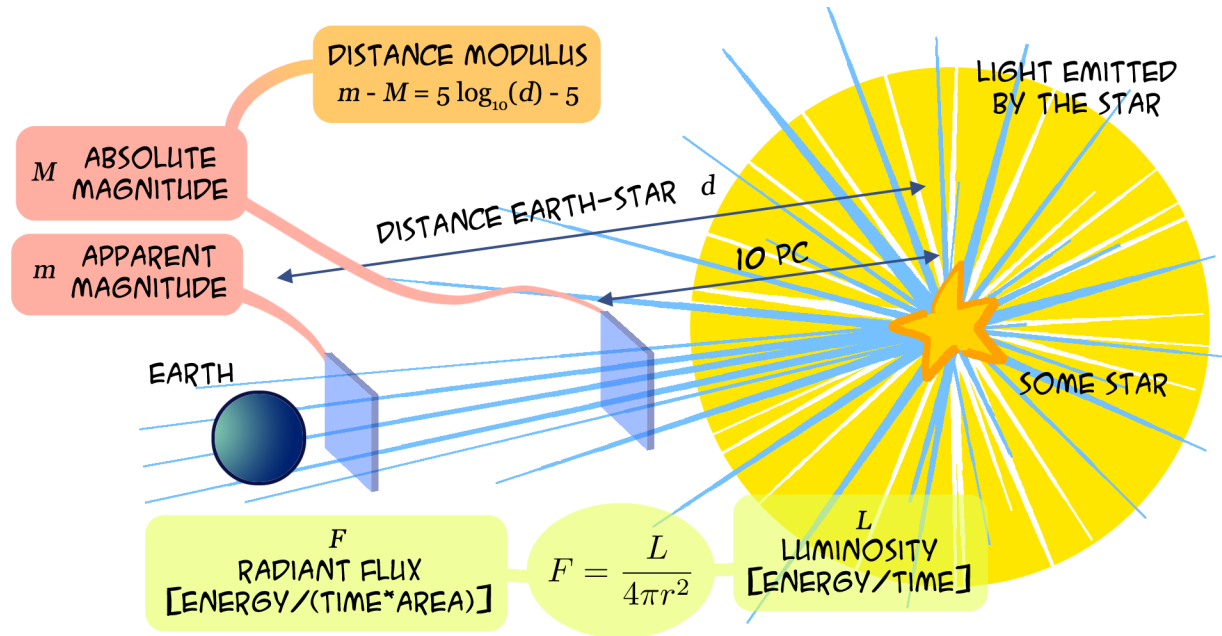 DISTANCE MODULUS
m - M = 5 log₁₀(d) - 5
LIGHT EMITTED
BY THE STAR
M ABSOLUTE
MAGNITUDE
DISTANCE EARTH-STAR d
m APPARENT
MAGNITUDE
10 PC
EARTH
SOME STAR
F
RADIANT FLUX
[ENERGY/(TIME*AREA)]
F = L / 4πr²
L
LUMINOSITY
[ENERGY/TIME]